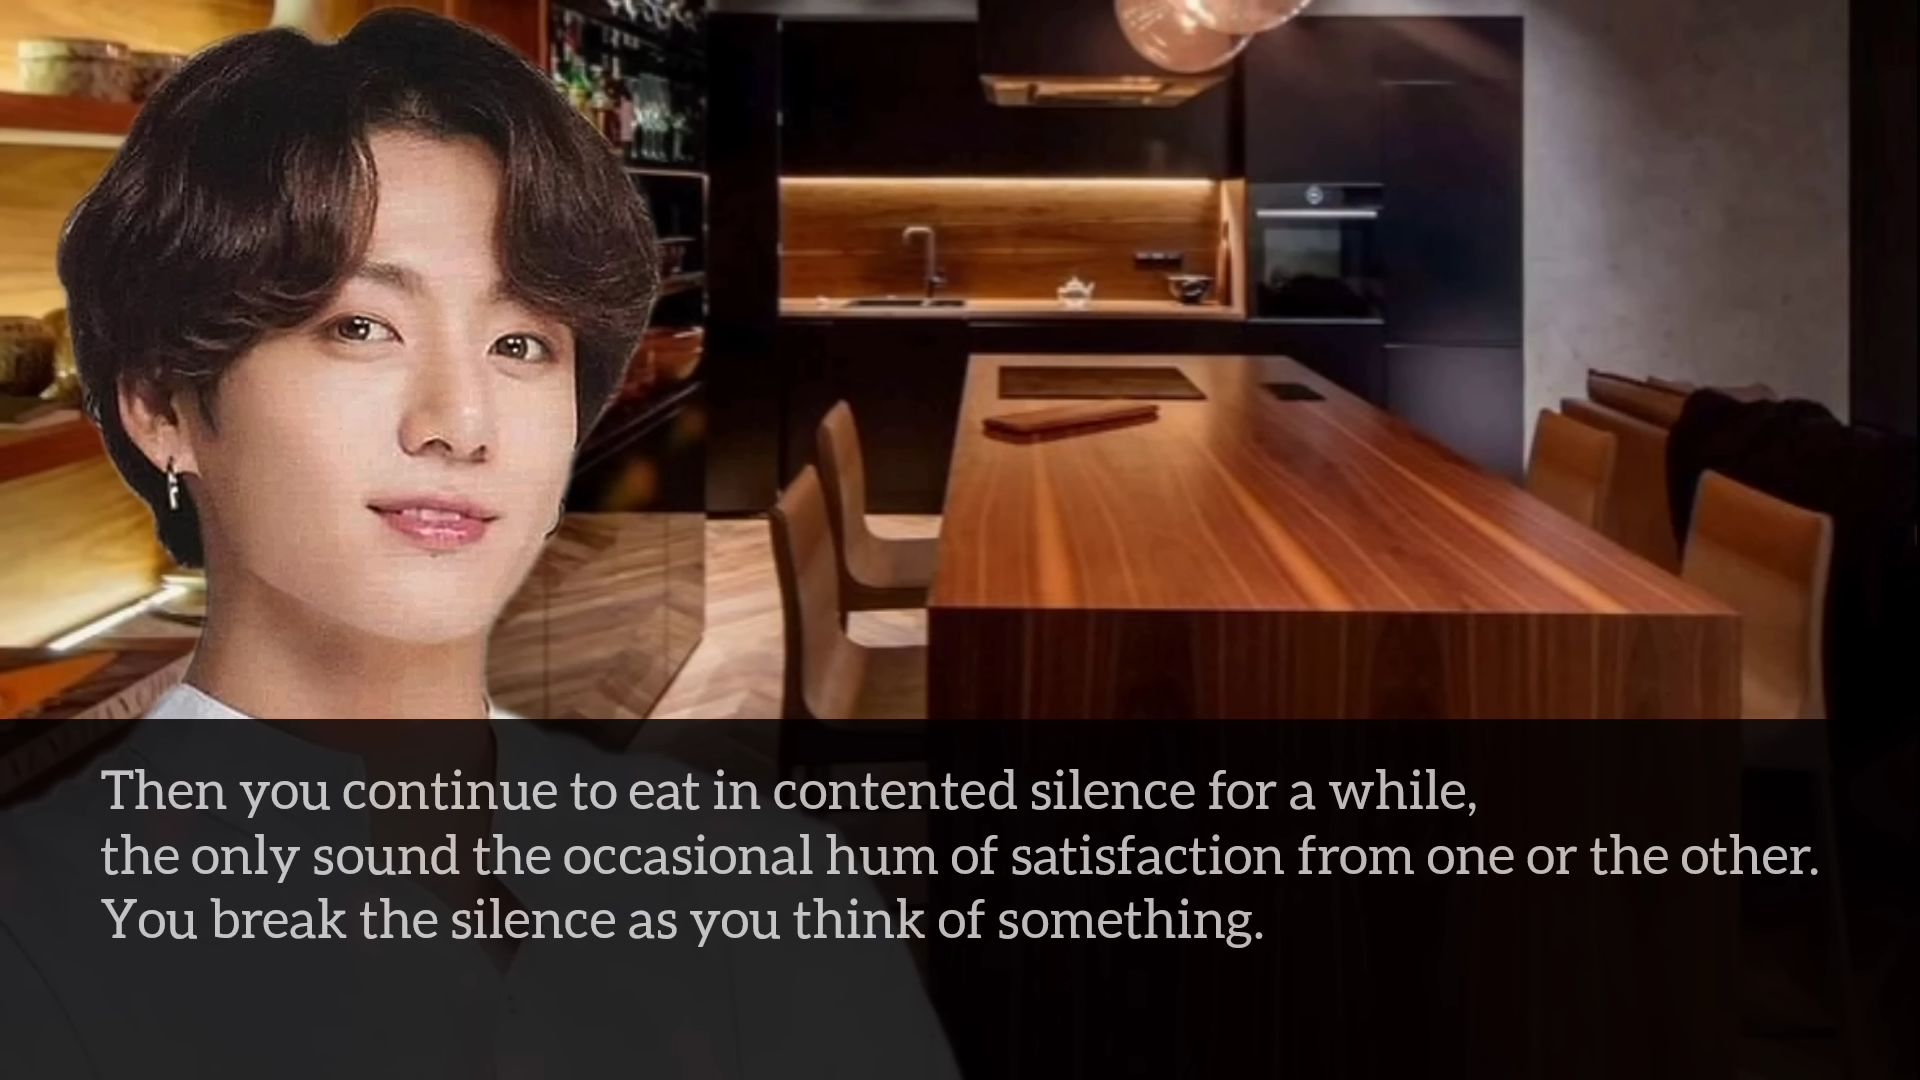 Then you continue to eat in contented silence for a while,
the only sound the occasional hum of satisfaction from one or the other.
You break the silence as you think of something.